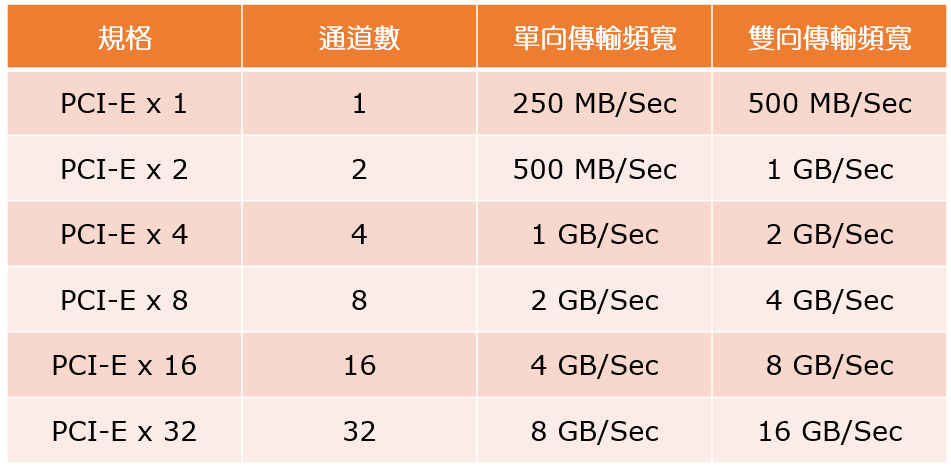 規格 通道數 單向傳輸頻寬 雙向傳輸頻寬
PCI-E x 1 1 250 MB/Sec 500 MB/Sec
PCI-E x 2 2 500 MB/Sec 1 GB/Sec
PCI-E x 4 4 1 GB/Sec 2 GB/Sec
PCI-E x 8 8 2 GB/Sec 4 GB/Sec
PCI-E x 16 16 4 GB/Sec 8 GB/Sec
PCI-E x 32 32 8 GB/Sec 16 GB/Sec